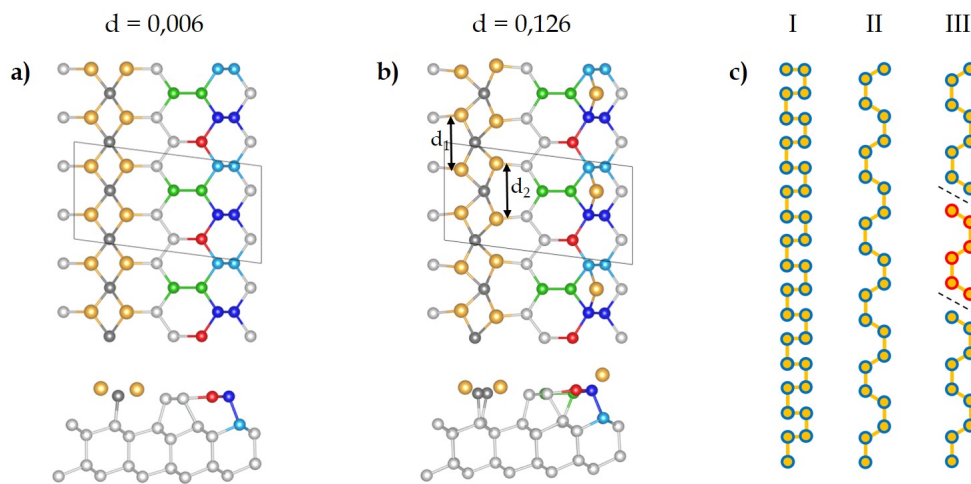 d = 0,006
d = 0,126
I II III
a)
b)
c)
d1
d2